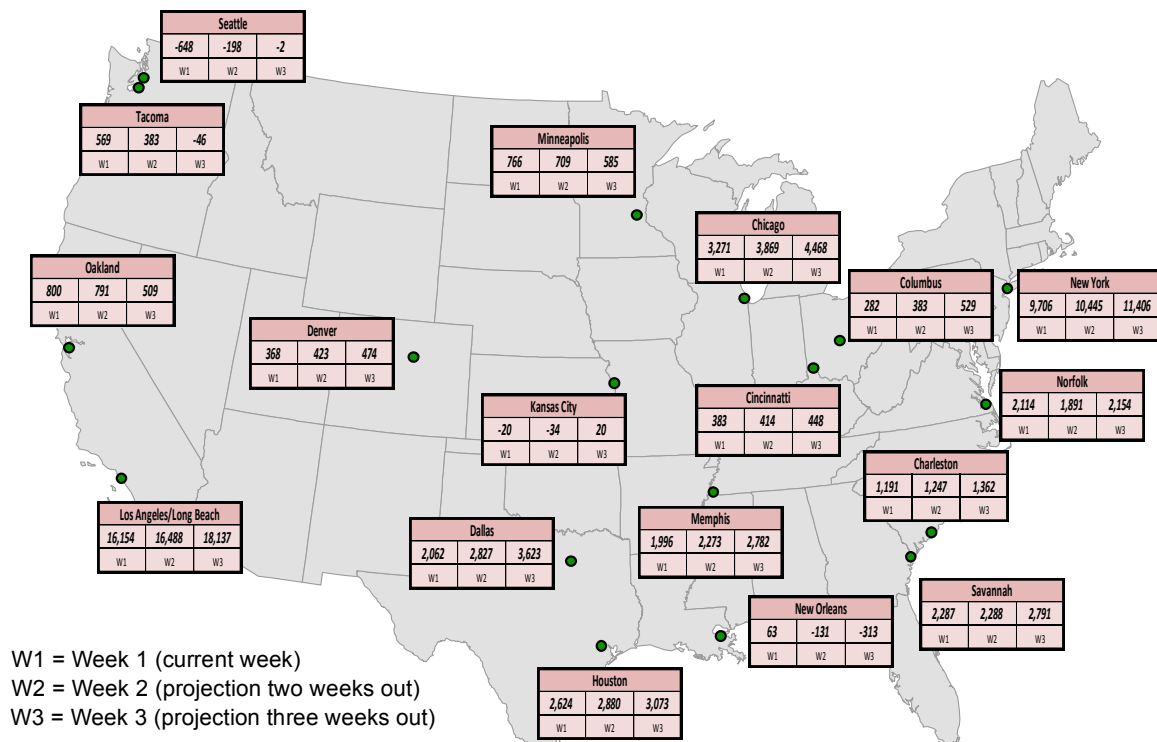 Seattle
-648 -198 -2
W1 W2 W3
Tacoma
569 383 -46
W1 W2 W3
Minneapolis
766 709 585
W1 W2 W3
Chicago
3,271 3,869 4,468
W1 W2 W3
Oakland
800 791 509
W1 W2 W3
Columbus
282 383 529
W1 W2 W3
New York
9,706 10,445 11,406
W1 W2 W3
Denver
368 423 474
W1 W2 W3
Kansas City
-20 -34 20
W1 W2 W3
Cincinnatti
383 414 448
W1 W2 W3
Norfolk
2,114 1,891 2,154
W1 W2 W3
Charleston
1,191 1,247 1,362
W1 W2 W3
Los Angeles/Long Beach
16,154 16,488 18,137
W1 W2 W3
Dallas
2,062 2,827 3,623
W1 W2 W3
Memphis
1,996 2,273 2,782
W1 W2 W3
Savannah
2,287 2,288 2,791
W1 W2 W3
New Orleans
63 -131 -313
W1 W2 W3
Houston
2,624 2,880 3,073
W1 W2 W3
W1 = Week 1 (current week)
W2 = Week 2 (projection two weeks out)
W3 = Week 3 (projection three weeks out)